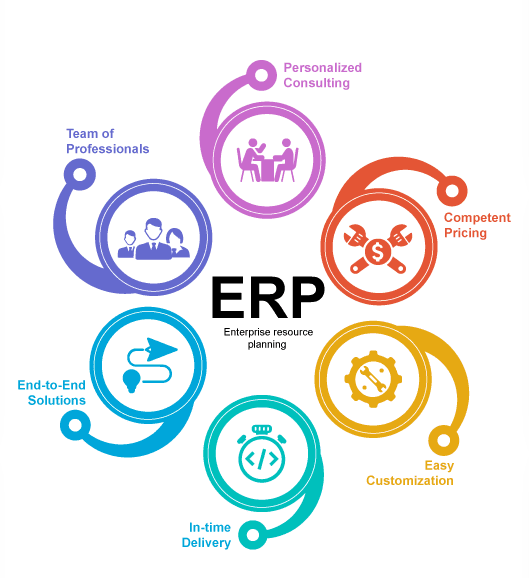 Personalized
Consulting
Team of
Professionals
Competent
Pricing
$
ERP
Enterprise resource
planning
End-to-End
Solutions
Easy
Customization
</>
In-time
Delivery